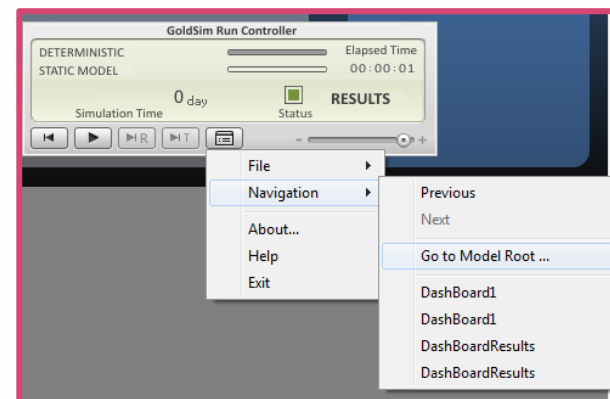 GoldSim Run Controller
DETERMINISTIC
Elapsed Time
STATIC MODEL
00:00:01
0 day
RESULTS
Simulation Time
Status
R
T
- +
File
Navigation
About...
Help
Exit
Previous
Next
Go to Model Root ...
DashBoard1
DashBoard1
DashBoardResults
DashBoardResults